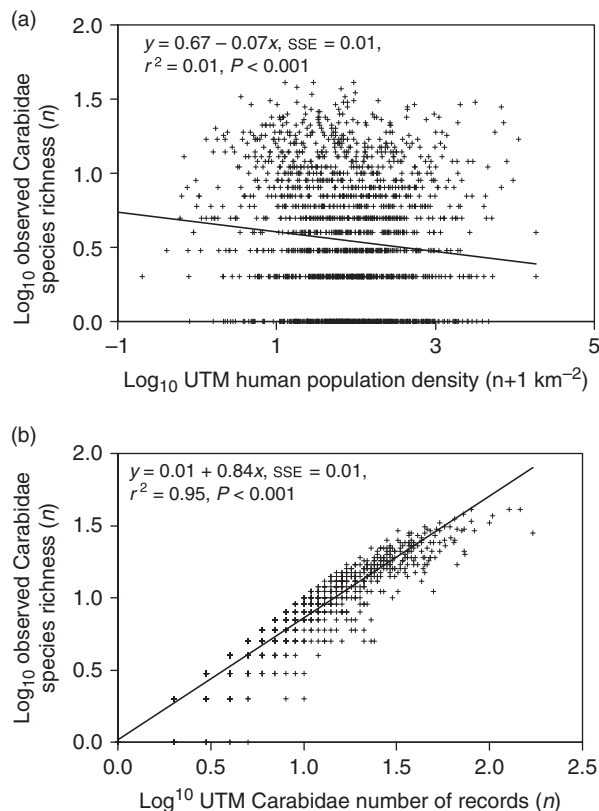 (a)
2.0
y = 0.67 – 0.07x, SSE = 0.01,
r² = 0.01, P < 0.001
1.5
1.0
0.5
0.0
Log₁₀ observed Carabidae
species richness (n)
–1
1
3
5
Log₁₀ UTM human population density (n+1 km⁻²)
(b)
2.0
y = 0.01 + 0.84x, SSE = 0.01,
r² = 0.95, P < 0.001
1.5
1.0
0.5
0.0
Log₁₀ observed Carabidae
species richness (n)
0.0
0.5
1.0
1.5
2.0
2.5
Log¹⁰ UTM Carabidae number of records (n)